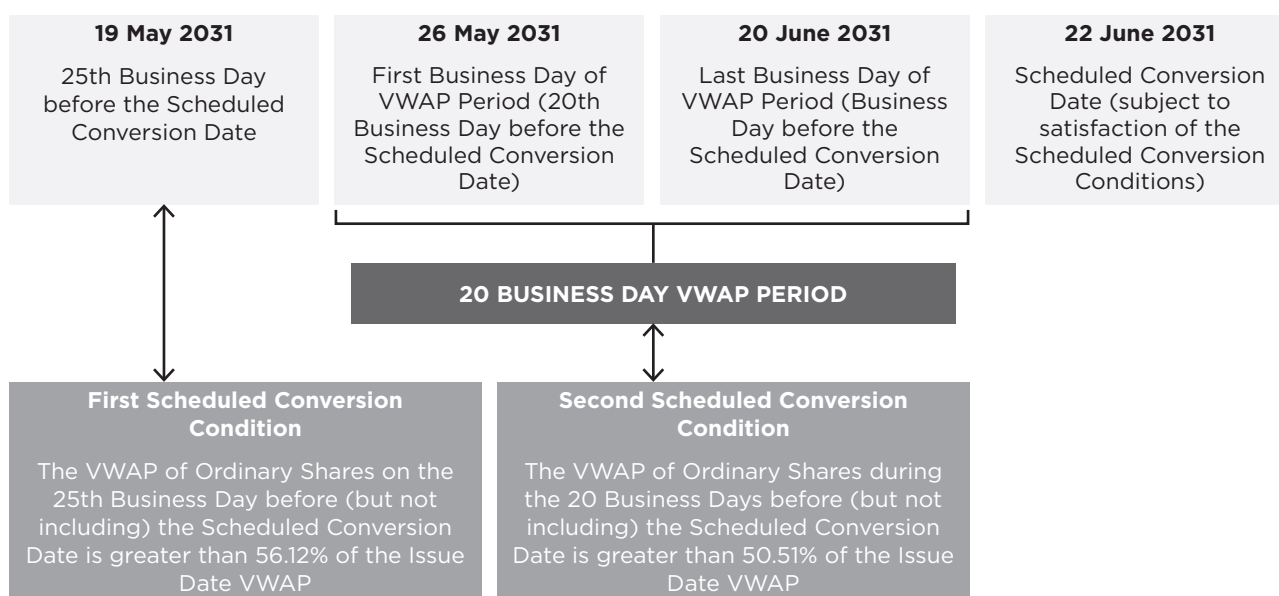 19 May 2031
25th Business Day
before the Scheduled
Conversion Date
26 May 2031
First Business Day of
VWAP Period (20th
Business Day before the
Scheduled Conversion
Date)
20 June 2031
Last Business Day of
VWAP Period (Business
Day before the
Scheduled Conversion
Date)
22 June 2031
Scheduled Conversion
Date (subject to
satisfaction of the
Scheduled Conversion
Conditions)
20 BUSINESS DAY VWAP PERIOD
First Scheduled Conversion
Condition
The VWAP of Ordinary Shares on the
25th Business Day before (but not
including) the Scheduled Conversion
Date is greater than 56.12% of the Issue
Date VWAP
Second Scheduled Conversion
Condition
The VWAP of Ordinary Shares during
the 20 Business Days before (but not
including) the Scheduled Conversion
Date is greater than 50.51% of the Issue
Date VWAP